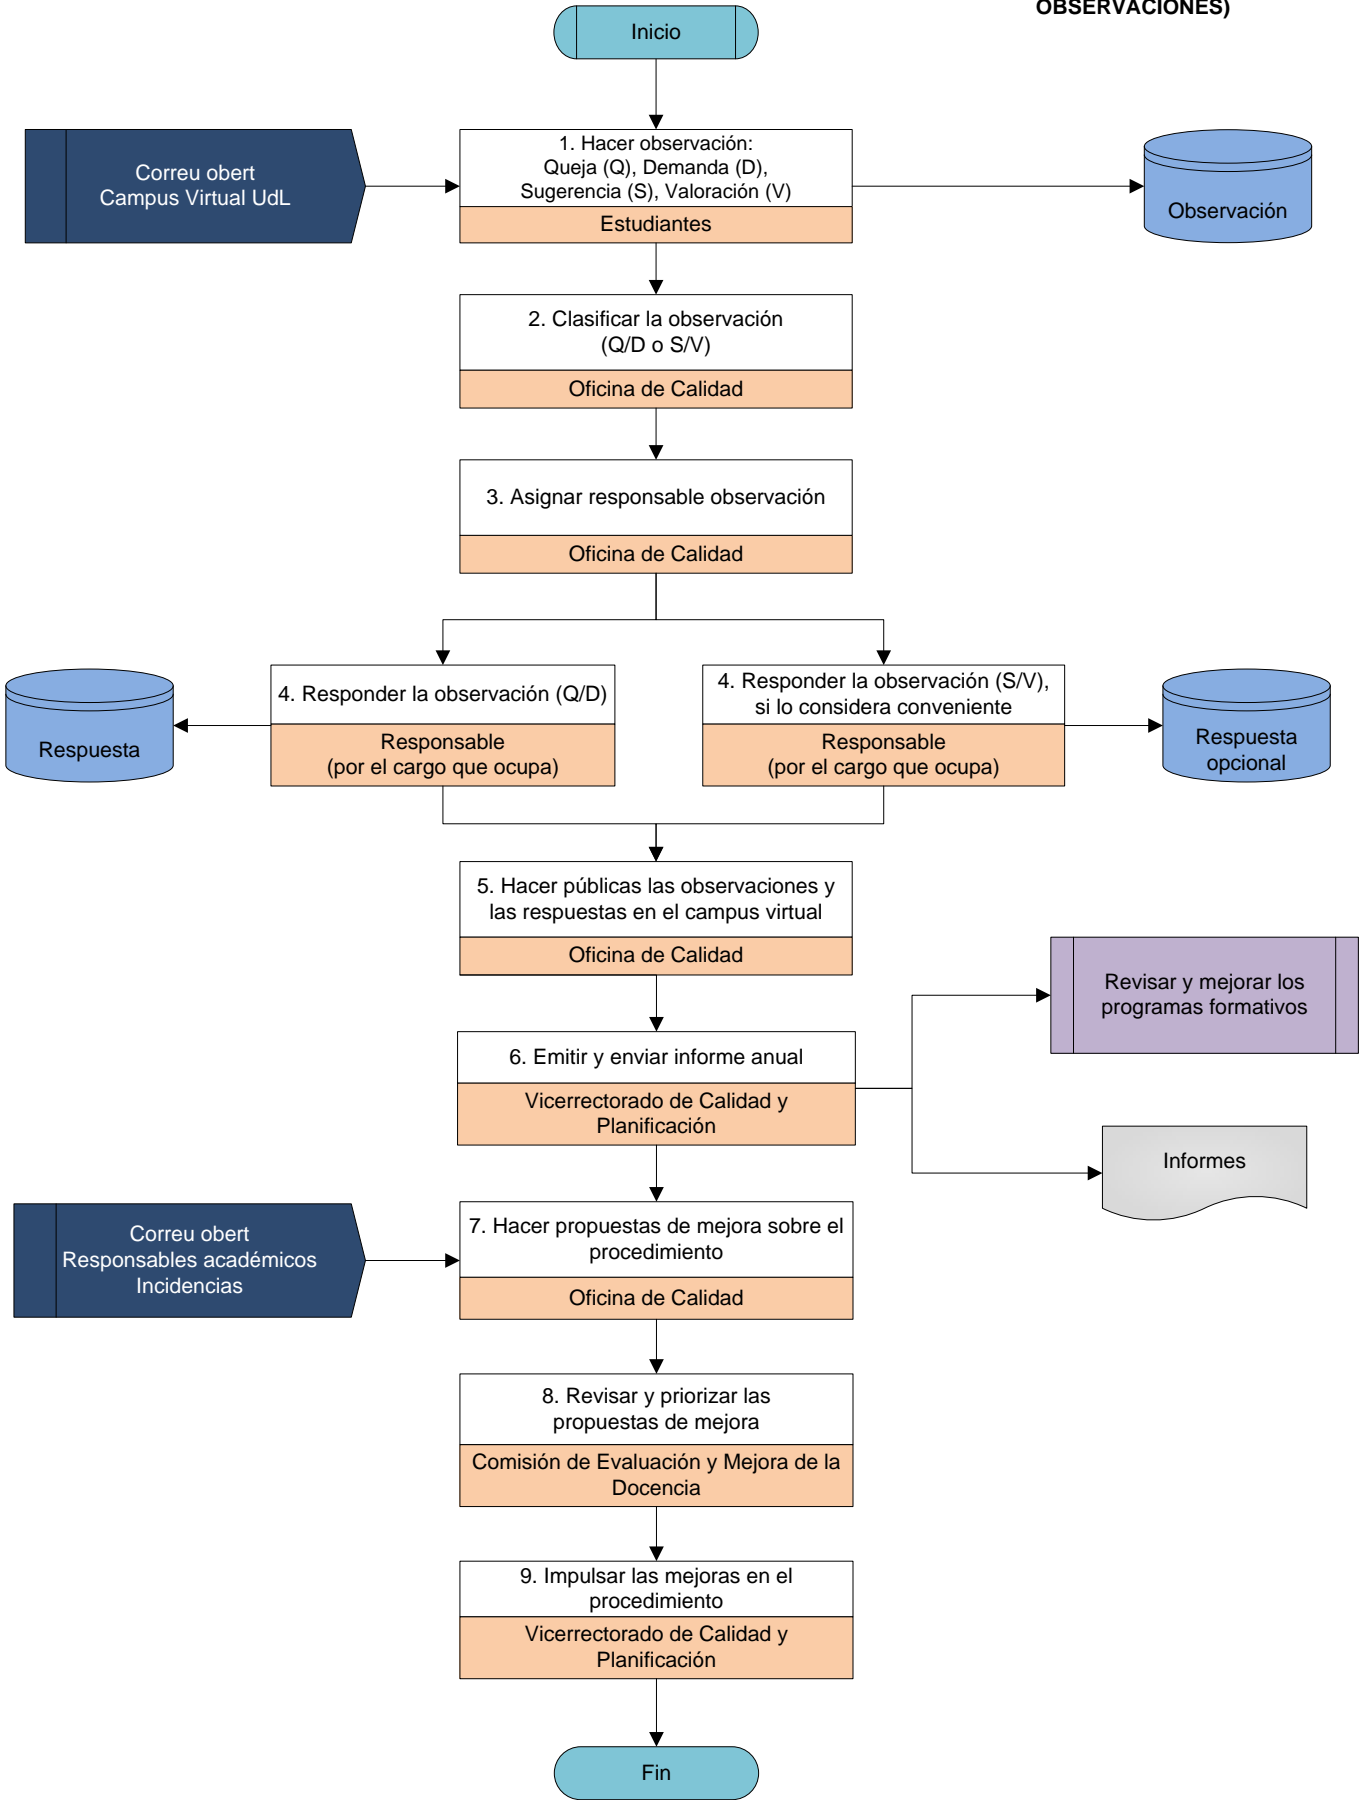 OBSERVACIONES)
Inicio
Correu obert
Campus Virtual UdL
1. Hacer observación:
Queja (Q), Demanda (D),
Sugerencia (S), Valoración (V)
Estudiantes
Observación
2. Clasificar la observación
(Q/D o S/V)
Oficina de Calidad
3. Asignar responsable observación
Oficina de Calidad
Respuesta
4. Responder la observación (Q/D)
Responsable
(por el cargo que ocupa)
4. Responder la observación (S/V),
si lo considera conveniente
Responsable
(por el cargo que ocupa)
Respuesta
opcional
5. Hacer públicas las observaciones y
las respuestas en el campus virtual
Oficina de Calidad
Revisar y mejorar los
programas formativos
6. Emitir y enviar informe anual
Vicerrectorado de Calidad y
Planificación
Informes
Correu obert
Responsables académicos
Incidencias
7. Hacer propuestas de mejora sobre el
procedimiento
Oficina de Calidad
8. Revisar y priorizar las
propuestas de mejora
Comisión de Evaluación y Mejora de la
Docencia
9. Impulsar las mejoras en el
procedimiento
Vicerrectorado de Calidad y
Planificación
Fin